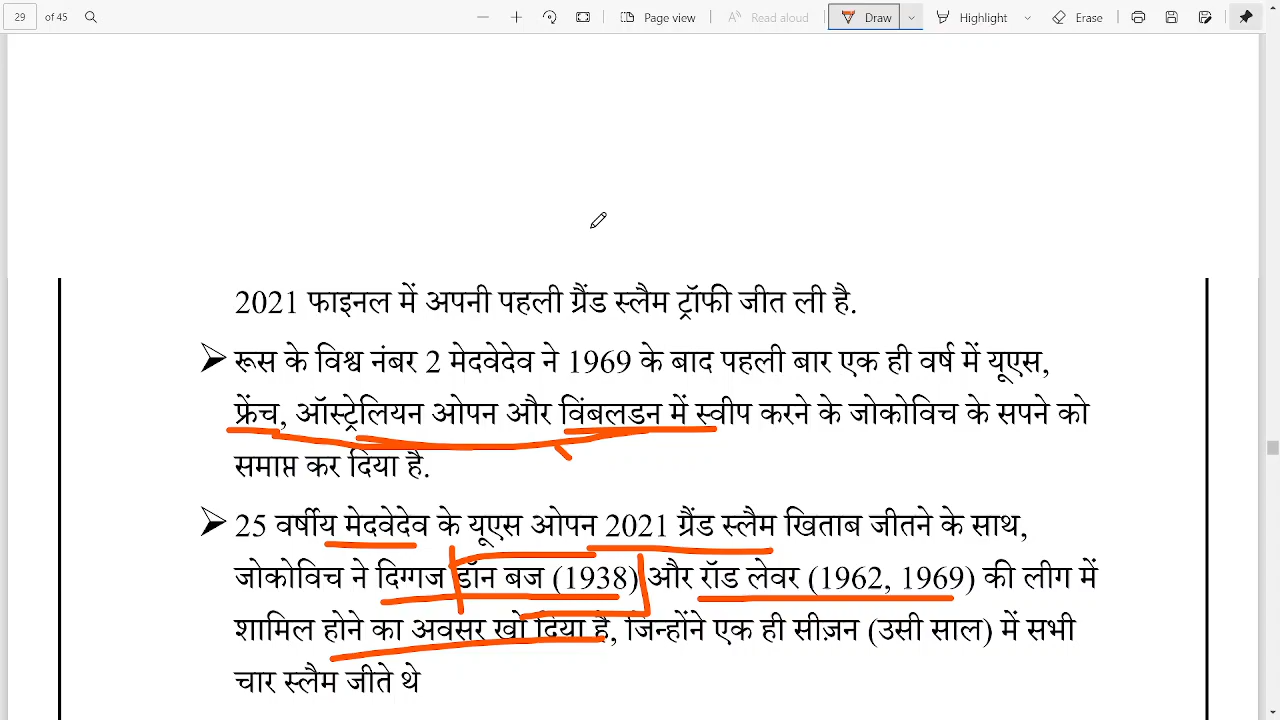 29 of 45 Page view Read aloud Draw Highlight Erase
2021 फाइनल में अपनी पहली ग्रैंड स्लैम ट्रॉफी जीत ली है.
रूस के विश्व नंबर 2 मेदवेदेव ने 1969 के बाद पहली बार एक ही वर्ष में यूएस,
फ्रेंच, ऑस्ट्रेलियन ओपन और विंबलडन में स्वीप करने के जोकोविच के सपने को
समाप्त कर दिया है.
25 वर्षीय मेदवेदेव के यूएस ओपन 2021 ग्रैंड स्लैम खिताब जीतने के साथ,
जोकोविच ने दिग्गज डॉन बज (1938) और रॉड लेवर (1962, 1969) की लीग में
शामिल होने का अवसर खो दिया है, जिन्होंने एक ही सीज़न (उसी साल) में सभी
चार स्लैम जीते थे